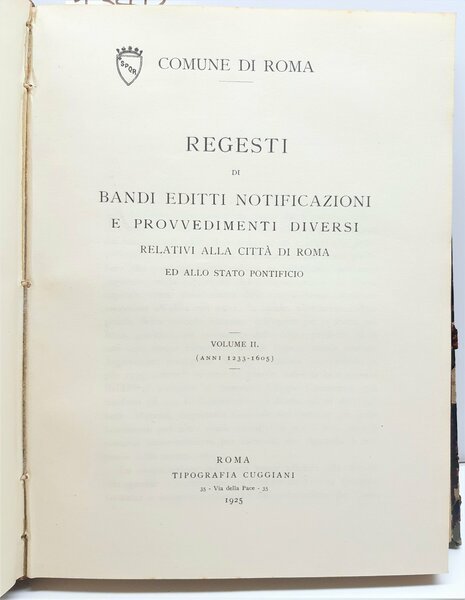 SPQR
COMUNE DI ROMA
REGESTI
DI
BANDI EDITTI NOTIFICAZIONI
E PROVVEDIMENTI DIVERSI
RELATIVI ALLA CITTÀ DI ROMA
ED ALLO STATO PONTIFICIO
VOLUME II.
(ANNI 1233-1605)
ROMA
TIPOGRAFIA CUGGIANI
35 - Via della Pace - 35
1925